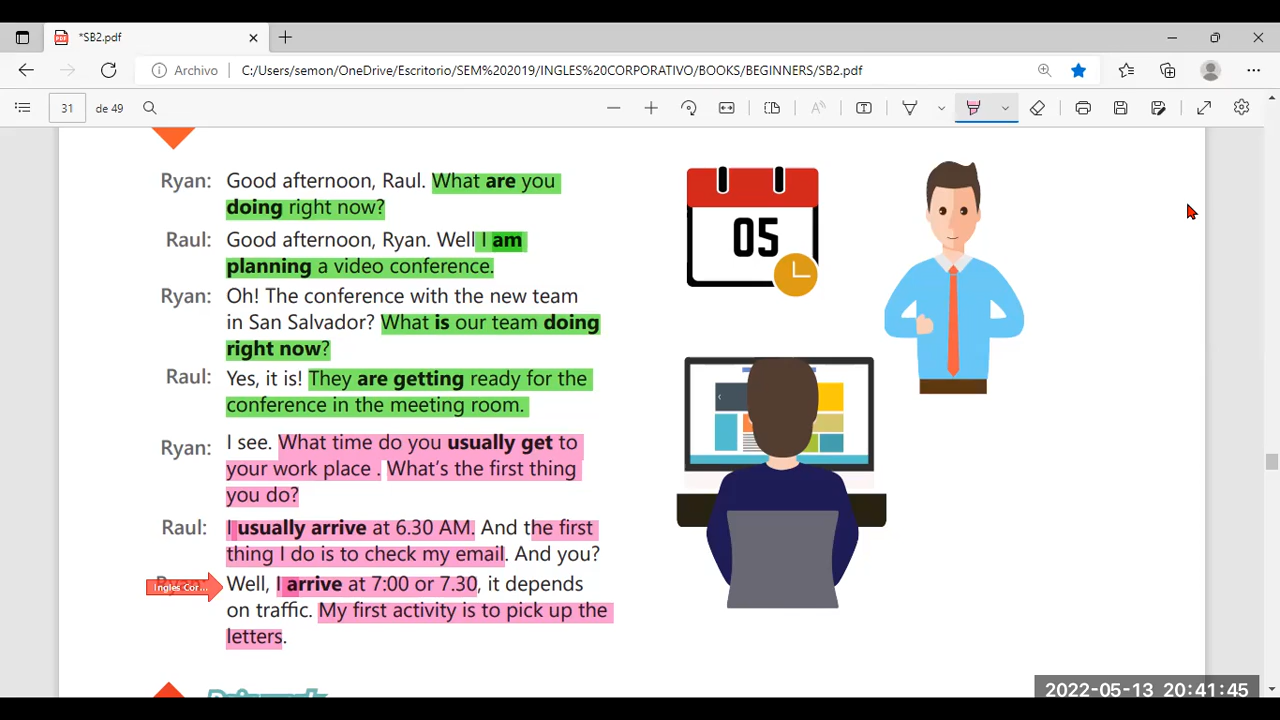 *SB2.pdf
Archivo C:/Users/semon/OneDrive/Escritorio/SEM%202019/INGLES%20CORPORATIVO/BOOKS/BEGINNERS/SB2.pdf
31 de 49
Ryan: Good afternoon, Raul. What are you
doing right now?
Raul: Good afternoon, Ryan. Well I am
planning a video conference.
Ryan: Oh! The conference with the new team
in San Salvador? What is our team doing
right now?
Raul: Yes, it is! They are getting ready for the
conference in the meeting room.
Ryan: I see. What time do you usually get to
your work place . What's the first thing
you do?
Raul: I usually arrive at 6.30 AM. And the first
thing I do is to check my email. And you?
Ingles Cor... Well, I arrive at 7:00 or 7.30, it depends
on traffic. My first activity is to pick up the
letters.
05
2022-05-13 20:41:45